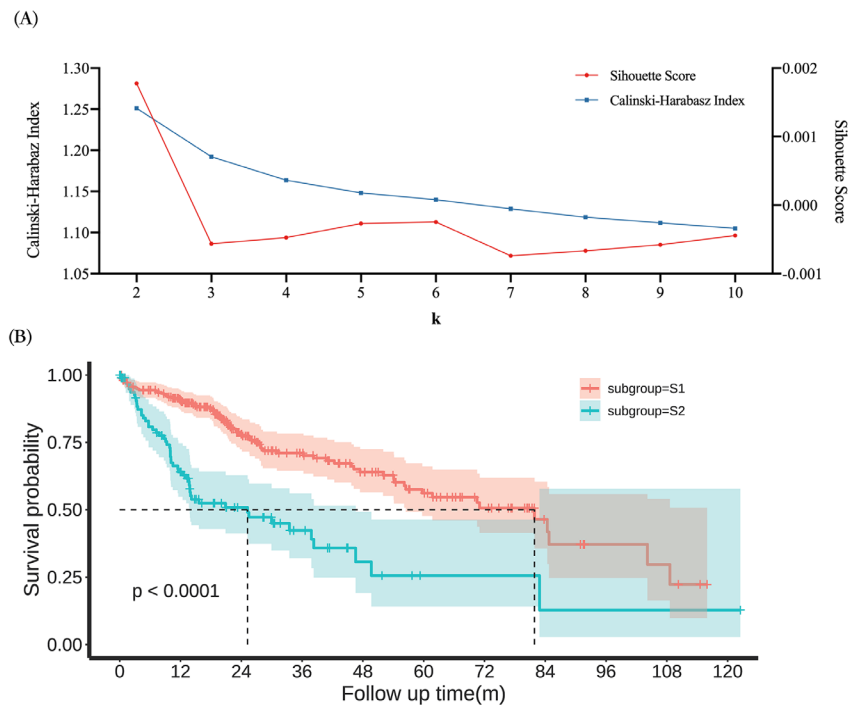 (A)
1.30
1.25
1.20
1.15
1.10
1.05
Calinski-Harabaz Index
Sihouette Score
Calinski-Harabasz Index
0.002
0.001
0.000
-0.001
Sihouette Score
2 3 4 5 6 7 8 9 10
k
(B)
1.00
0.75
0.50
0.25
0.00
Survival probability
subgroup=S1
subgroup=S2
p < 0.0001
0 12 24 36 48 60 72 84 96 108 120
Follow up time(m)